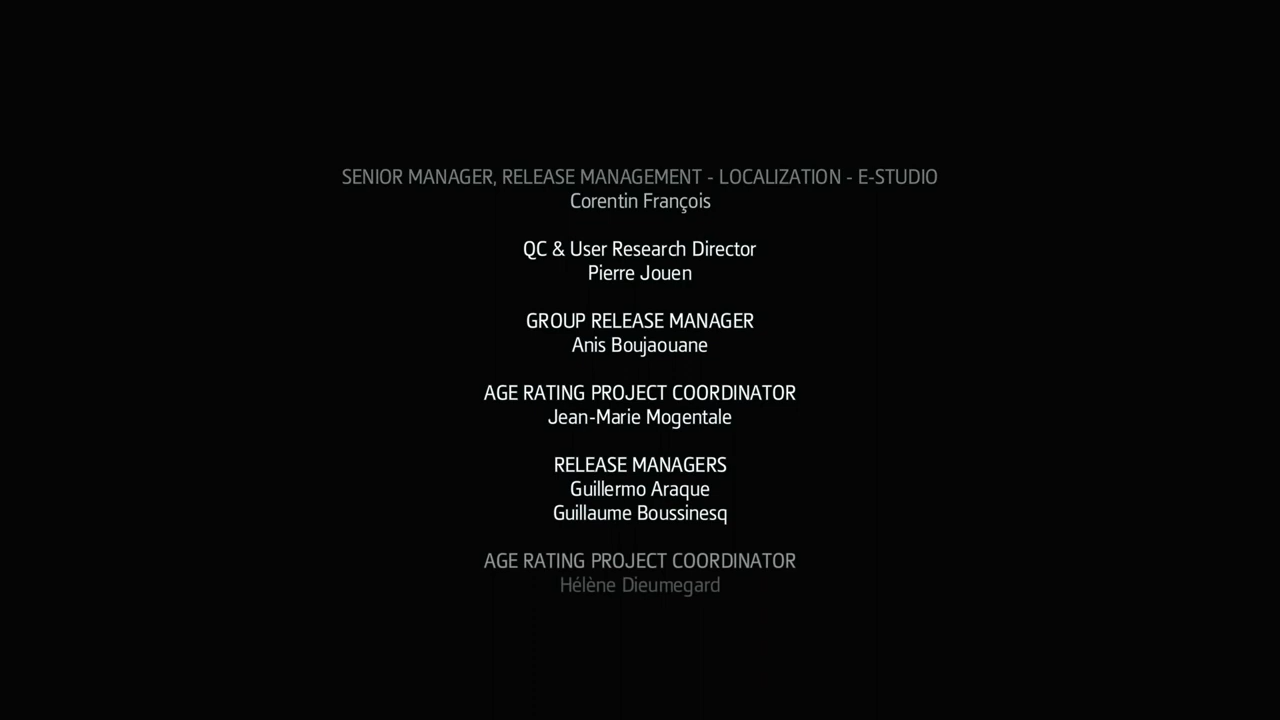 SENIOR MANAGER, RELEASE MANAGEMENT - LOCALIZATION - E-STUDIO
Corentin François
QC & User Research Director
Pierre Jouen
GROUP RELEASE MANAGER
Anis Boujaouane
AGE RATING PROJECT COORDINATOR
Jean-Marie Mogentale
RELEASE MANAGERS
Guillermo Araque
Guillaume Boussinesq
AGE RATING PROJECT COORDINATOR
Hélène Dieumegard